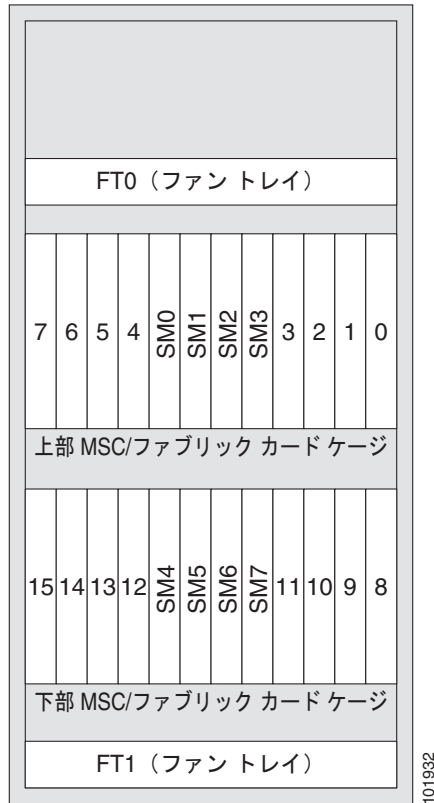 FT0（ファン トレイ）
7 6 5 4 SM0 SM1 SM2 SM3 3 2 1 0
上部 MSC/ファブリック カード ケージ
15 14 13 12 SM4 SM5 SM6 SM7 11 10 9 8
下部 MSC/ファブリック カード ケージ
FT1（ファン トレイ）
101932